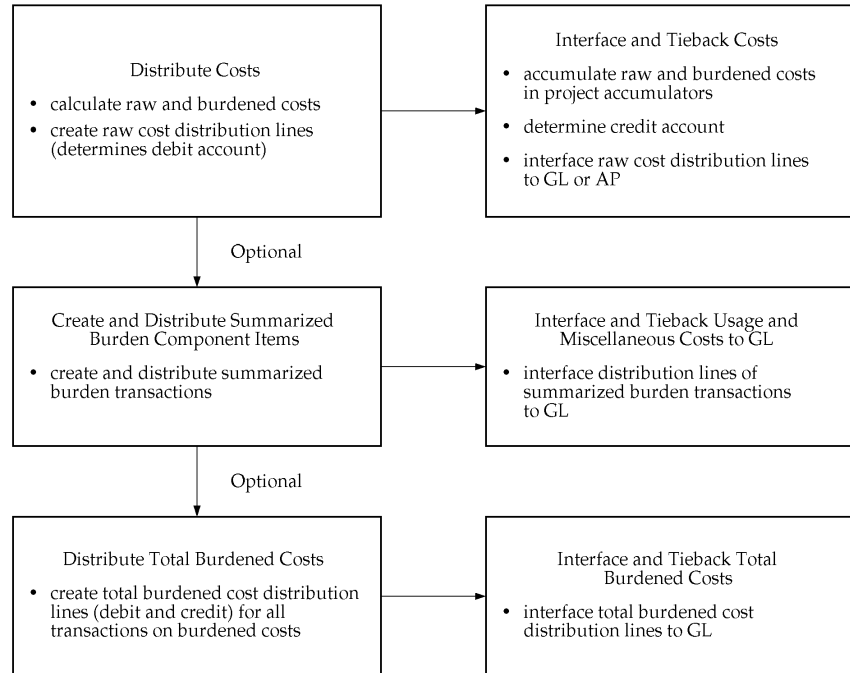 Distribute Costs
• calculate raw and burdened costs
• create raw cost distribution lines
(determines debit account)
Interface and Tieback Costs
• accumulate raw and burdened costs
in project accumulators
• determine credit account
• interface raw cost distribution lines
to GL or AP
Optional
Create and Distribute Summarized
Burden Component Items
• create and distribute summarized
burden transactions
Interface and Tieback Usage and
Miscellaneous Costs to GL
• interface distribution lines of
summarized burden transactions
to GL
Optional
Distribute Total Burdened Costs
• create total burdened cost distribution
lines (debit and credit) for all
transactions on burdened costs
Interface and Tieback Total
Burdened Costs
• interface total burdened cost
distribution lines to GL